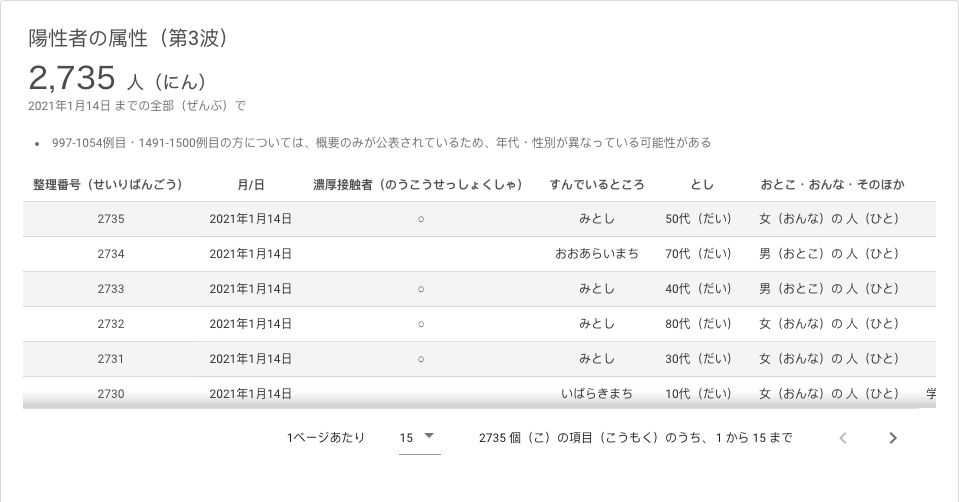 陽性者の属性（第3波）
2,735 人（にん）
2021年1月14日 までの全部（ぜんぶ）で
• 997-1054例目・1491-1500例目の方については、概要のみが公表されているため、年代・性別が異なっている可能性がある
整理番号（せいりばんごう） 月/日 濃厚接触者（のうこうせっしょくしゃ） すんでいるところ とし おとこ・おんな・そのほか
2735 2021年1月14日 ○ みとし 50代（だい） 女（おんな）の 人（ひと）
2734 2021年1月14日 おおあらいまち 70代（だい） 男（おとこ）の 人（ひと）
2733 2021年1月14日 ○ みとし 40代（だい） 男（おとこ）の 人（ひと）
2732 2021年1月14日 ○ みとし 80代（だい） 女（おんな）の 人（ひと）
2731 2021年1月14日 ○ みとし 30代（だい） 女（おんな）の 人（ひと）
2730 2021年1月14日 いばらきまち 10代（だい） 女（おんな）の 人（ひと） 学
1ページあたり 15 2735 個（こ）の項目（こうもく）のうち、1 から 15 まで